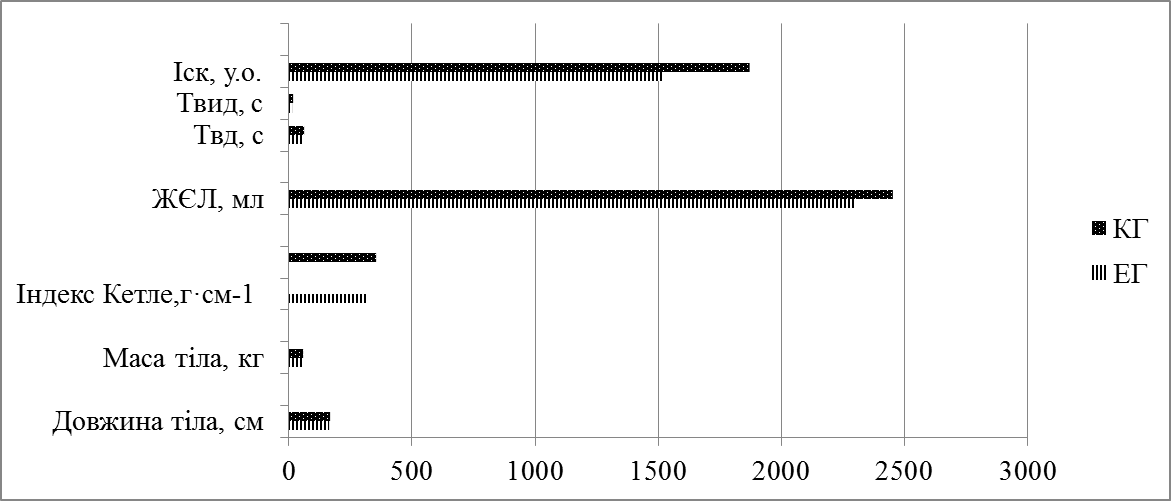 Іск, у.о.
Твид, с
Твд, с
ЖЄЛ, мл
Індекс Кетле,г·см-1
Маса тіла, кг
Довжина тіла, см
0 500 1000 1500 2000 2500 3000
КГ
ЕГ